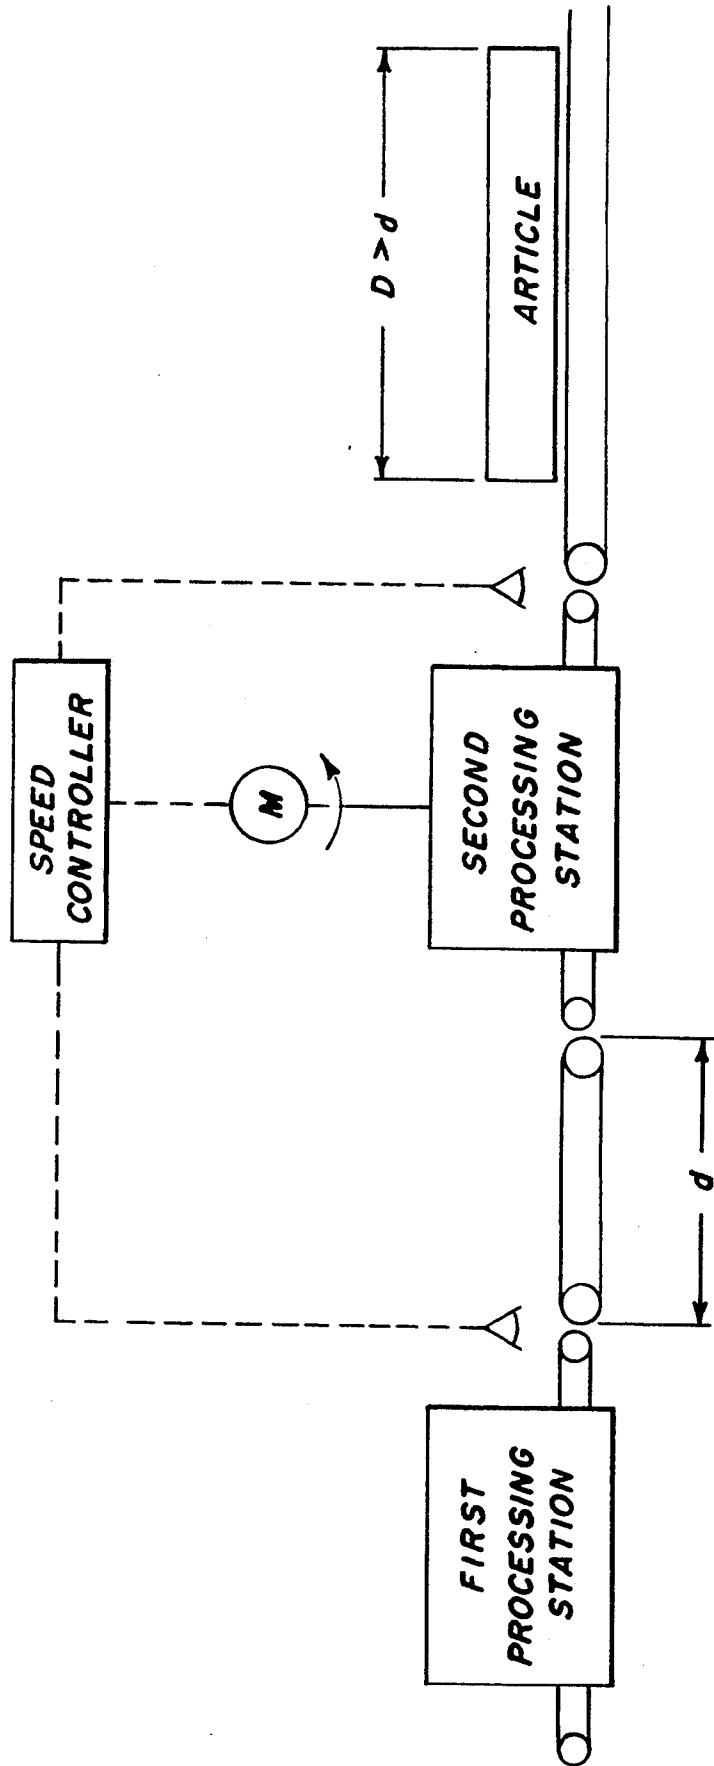 SPEED
CONTROLLER
M
D > d
FIRST
PROCESSING
STATION
SECOND
PROCESSING
STATION
ARTICLE
d